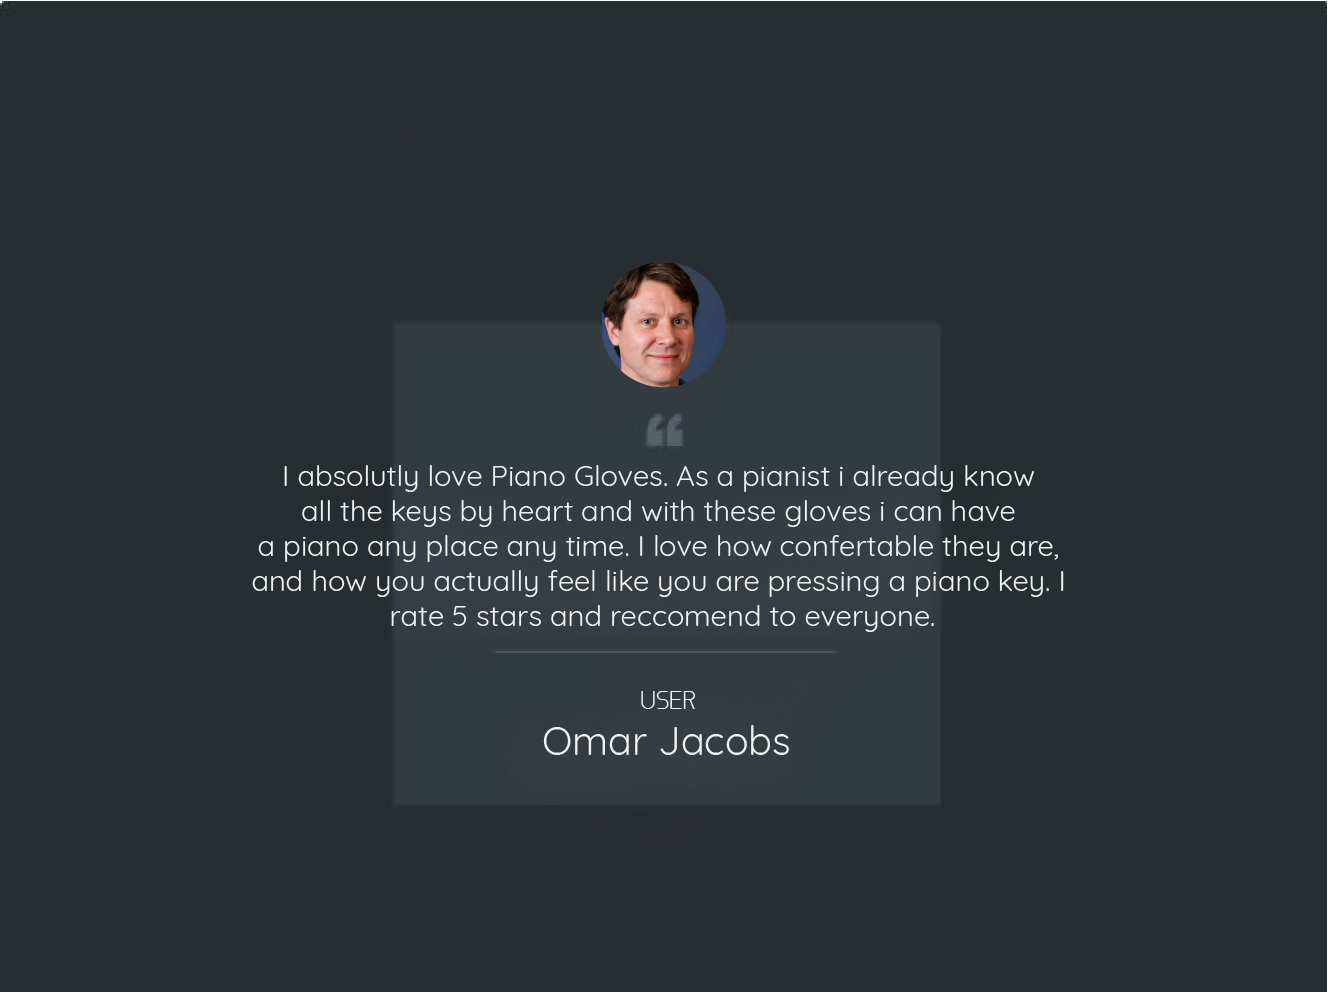 “
I absolutly love Piano Gloves. As a pianist i already know
all the keys by heart and with these gloves i can have
a piano any place any time. I love how confertable they are,
and how you actually feel like you are pressing a piano key. I
rate 5 stars and reccomend to everyone.
USER
Omar Jacobs